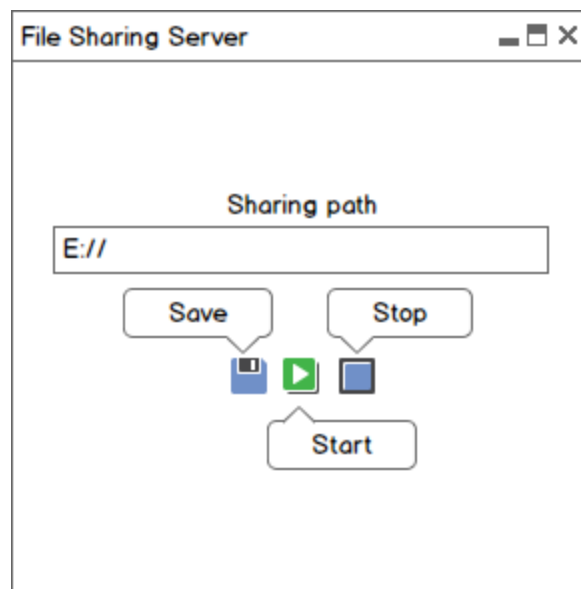 File Sharing Server
Sharing path
E://
Save
Stop
Start